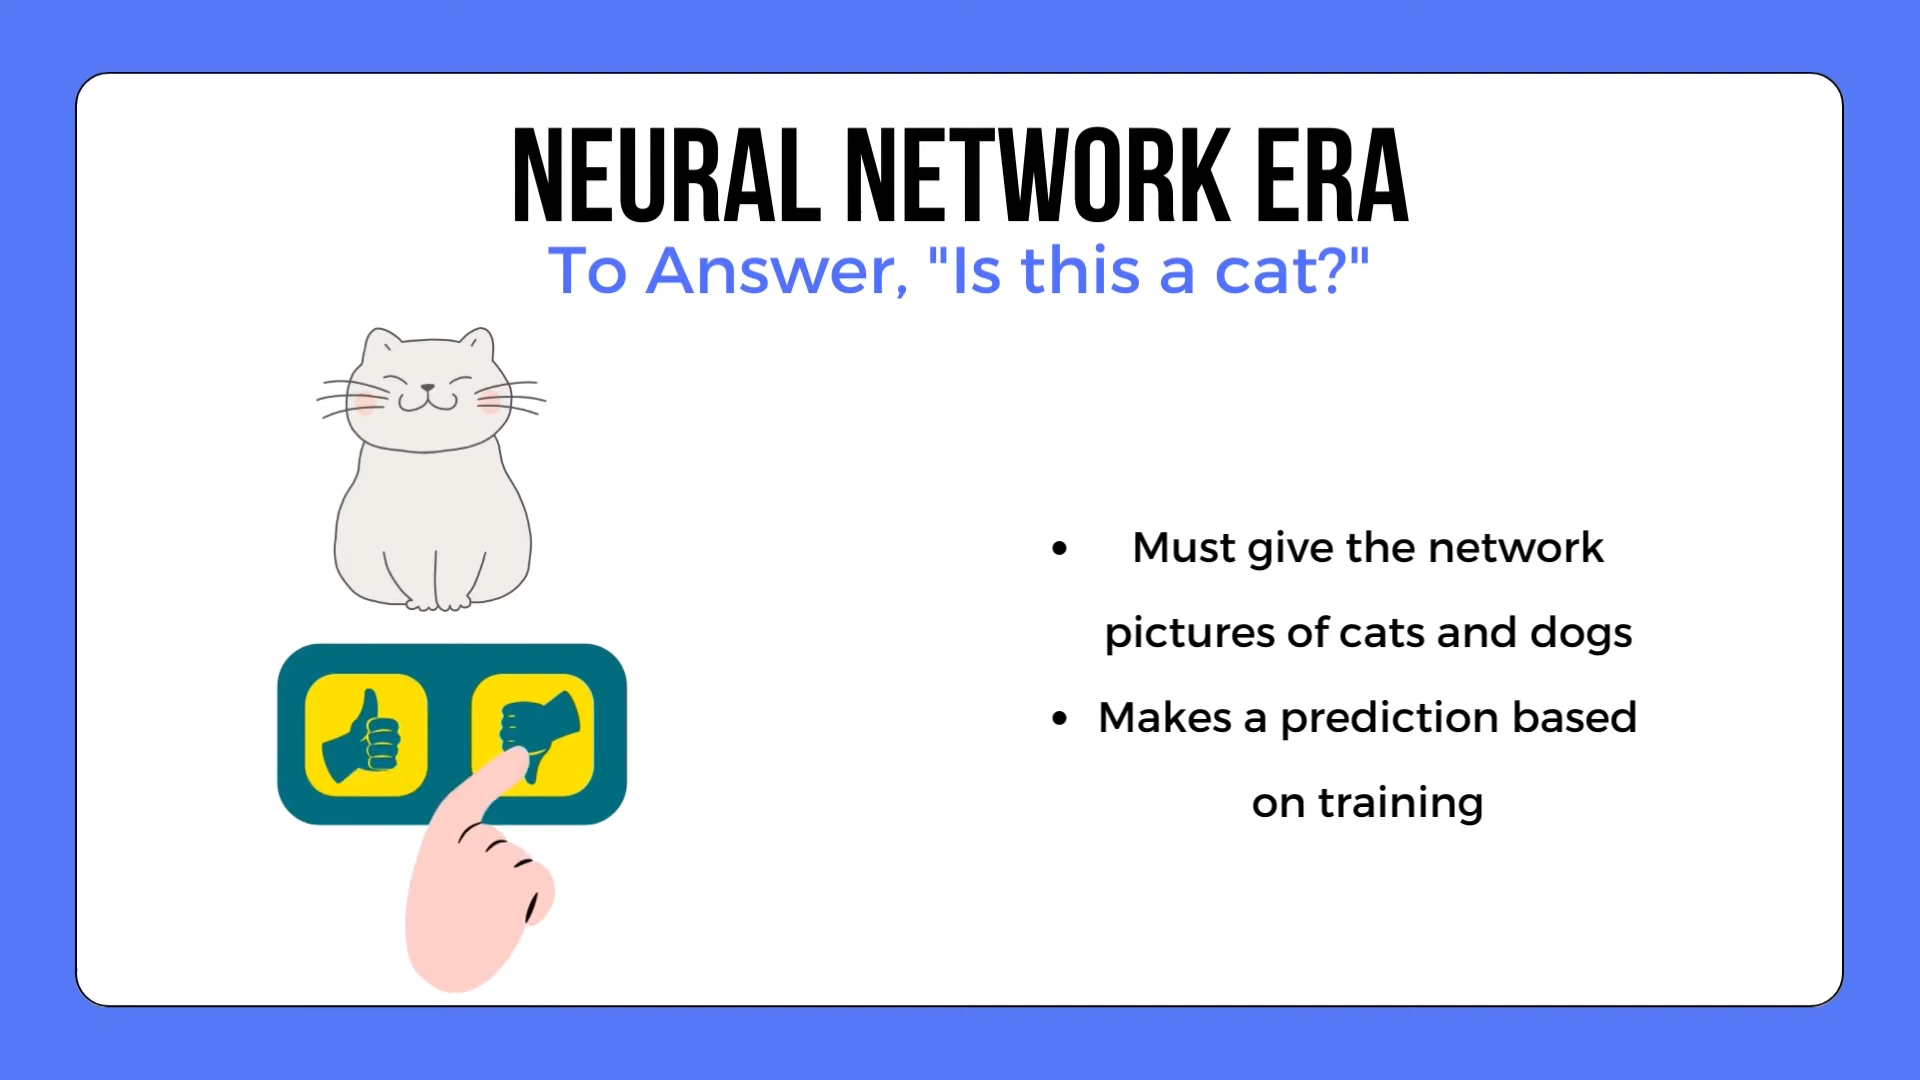 NEURAL NETWORK ERA
To Answer, "Is this a cat?"
• Must give the network
pictures of cats and dogs
• Makes a prediction based
on training